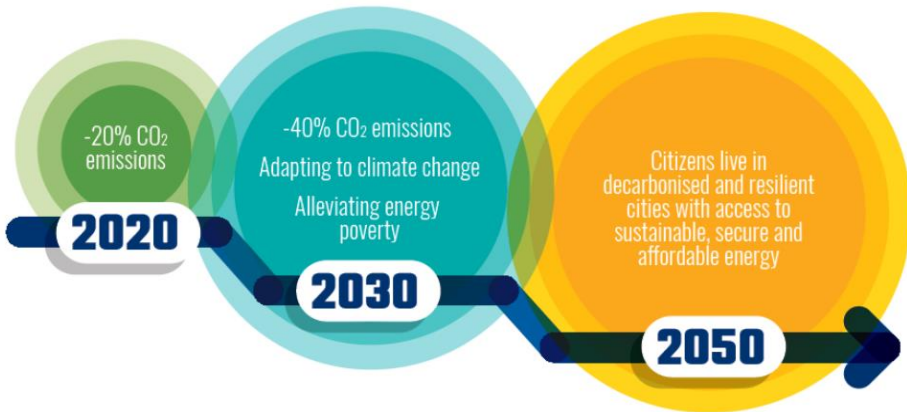 -20% CO₂
emissions
2020
-40% CO₂ emissions
Adapting to climate change
Alleviating energy
poverty
2030
Citizens live in
decarbonised and resilient
cities with access to
sustainable, secure and
affordable energy
2050